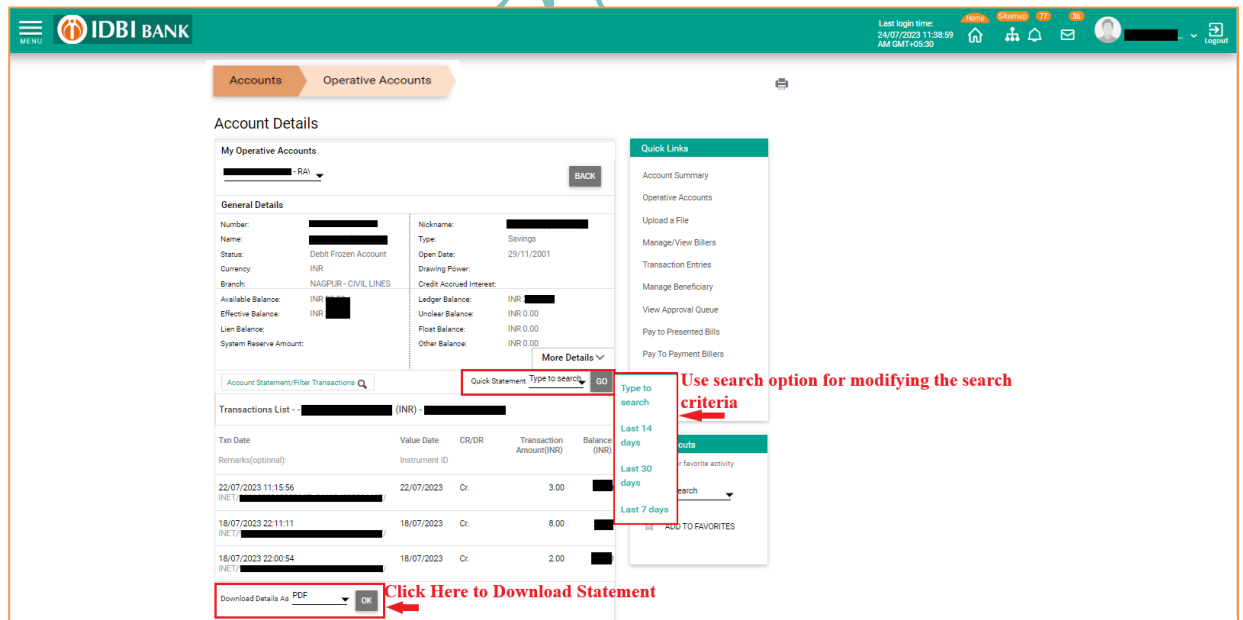 MENU
IDBI BANK
Last login time:
24/07/2023 11:38:59
AM GMT+05:30
Home
Sitemap
77
36
Logout
Accounts
Operative Accounts
Account Details
My Operative Accounts
- RAV
BACK
General Details
Number:
Nickname:
Name:
Type: Savings
Status: Debit Frozen Account
Open Date: 29/11/2001
Currency: INR
Drawing Power:
Branch: NAGPUR - CIVIL LINES
Credit Accrued Interest:
Available Balance: INR
Ledger Balance: INR
Effective Balance: INR
Unclear Balance: INR 0.00
Lien Balance:
Float Balance: INR 0.00
System Reserve Amount:
Other Balance: INR 0.00
More Details
Account Statement/Filter Transactions
Quick Statement Type to search
GO
Type to
search
Last 14
days
Last 30
days
Last 7 days
Use search option for modifying the search
criteria
Transactions List - - (INR) -
Txn Date Value Date CR/DR Transaction Balance
Amount(INR) (INR)
Remarks(optional): Instrument ID
22/07/2023 11:15:56 22/07/2023 Cr. 3.00
INET/ /
18/07/2023 22:11:11 18/07/2023 Cr. 8.00
INET/ /
18/07/2023 22:00:54 18/07/2023 Cr. 2.00
INET/ /
Download Details As PDF
OK
Click Here to Download Statement
Quick Links
Account Summary
Operative Accounts
Upload a File
Manage/View Billers
Transaction Entries
Manage Beneficiary
View Approval Queue
Pay to Presented Bills
Pay To Payment Billers
cuts
r favorite activity
earch
ADD TO FAVORITES